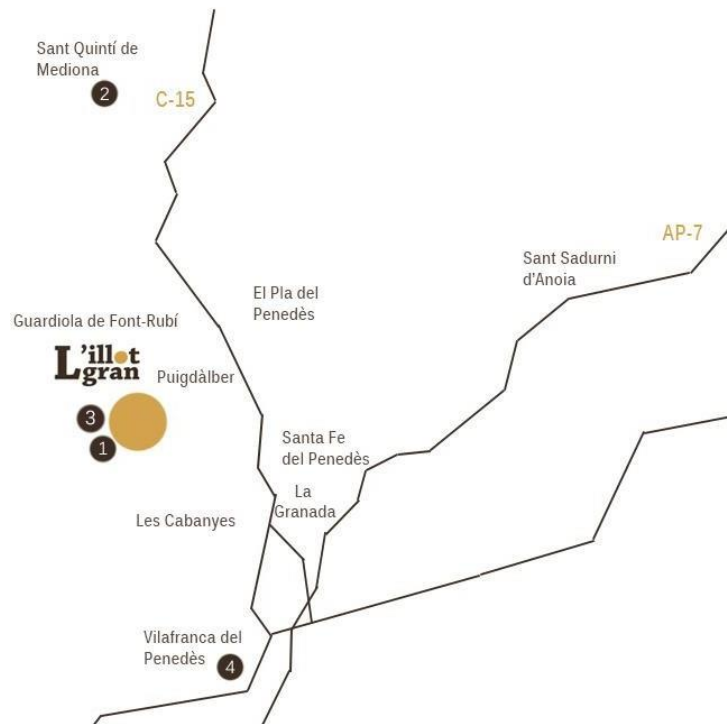 Sant Quintí de
Mediona
2
C-15
AP-7
Sant Sadurni
d'Anoia
El Pla del
Penedès
Guardiola de Font-Rubí
L'illot
gran
Puigdàlber
3
1
Santa Fe
del Penedès
La
Granada
Les Cabanyes
Vilafranca del
Penedès
4